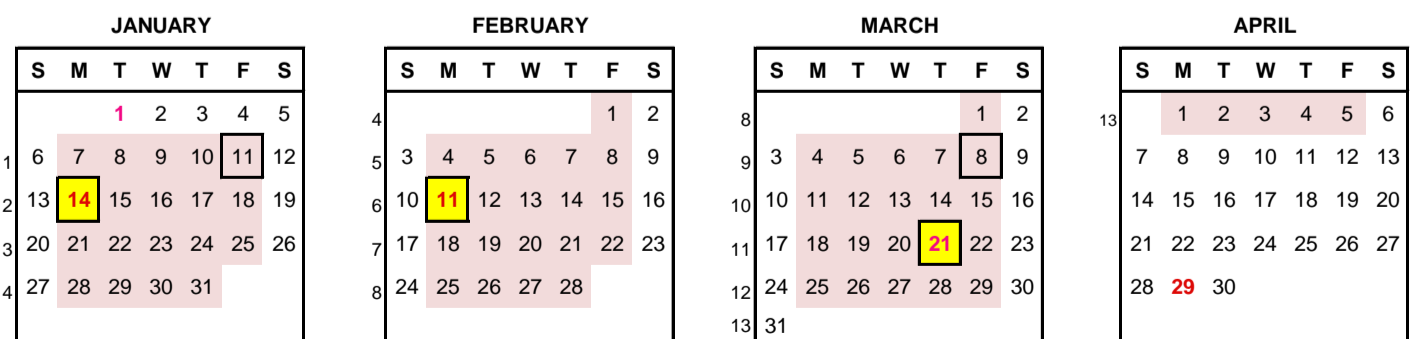 JANUARY FEBRUARY MARCH APRIL
S M T W T F S S M T W T F S S M T W T F S S M T W T F S
1 2 3 4 5 4 1 2 8 1 2 13 1 2 3 4 5 6
1 6 7 8 9 10 11 12 5 3 4 5 6 7 8 9 9 3 4 5 6 7 8 9 7 8 9 10 11 12 13
2 13 14 15 16 17 18 19 6 10 11 12 13 14 15 16 10 10 11 12 13 14 15 16 14 15 16 17 18 19 20
3 20 21 22 23 24 25 26 7 17 18 19 20 21 22 23 11 17 18 19 20 21 22 23 21 22 23 24 25 26 27
4 27 28 29 30 31 8 24 25 26 27 28 12 24 25 26 27 28 29 30 28 29 30
13 31